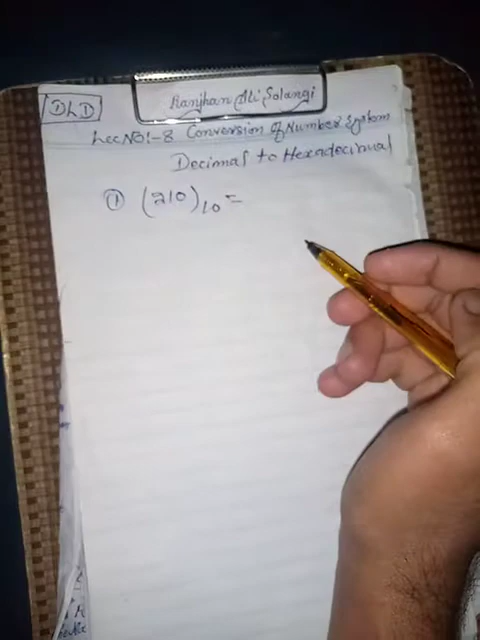 DLD
Ranjhan Ali Solangi
Lec No:-8 Conversion of Number System
Decimal to Hexadecimal
① (210)₁₀ =